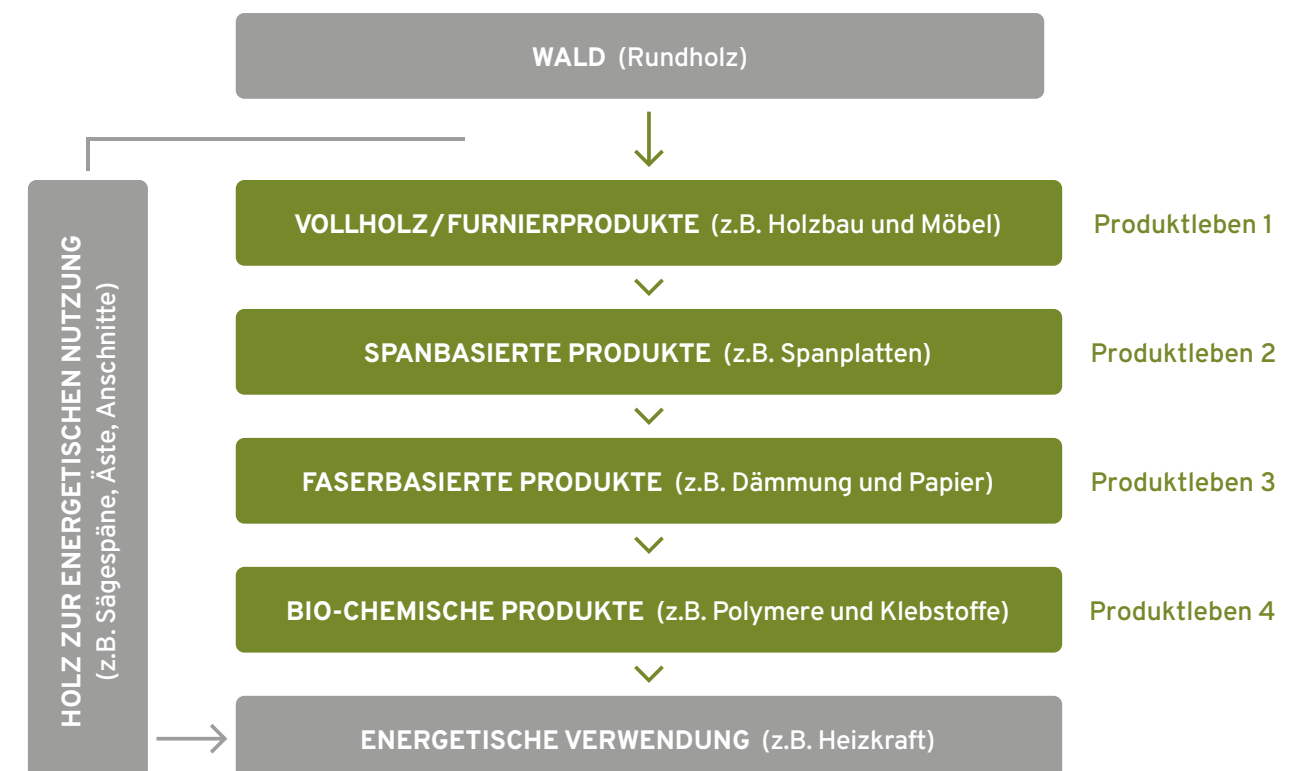 WALD (Rundholz)
HOLZ ZUR ENERGETISCHEN NUTZUNG
(z.B. Sägespäne, Äste, Anschnitte)
VOLLHOLZ/FURNIERPRODUKTE (z.B. Holzbau und Möbel)
Produktleben 1
SPANBASIERTE PRODUKTE (z.B. Spanplatten)
Produktleben 2
FASERBASIERTE PRODUKTE (z.B. Dämmung und Papier)
Produktleben 3
BIO-CHEMISCHE PRODUKTE (z.B. Polymere und Klebstoffe)
Produktleben 4
ENERGETISCHE VERWENDUNG (z.B. Heizkraft)